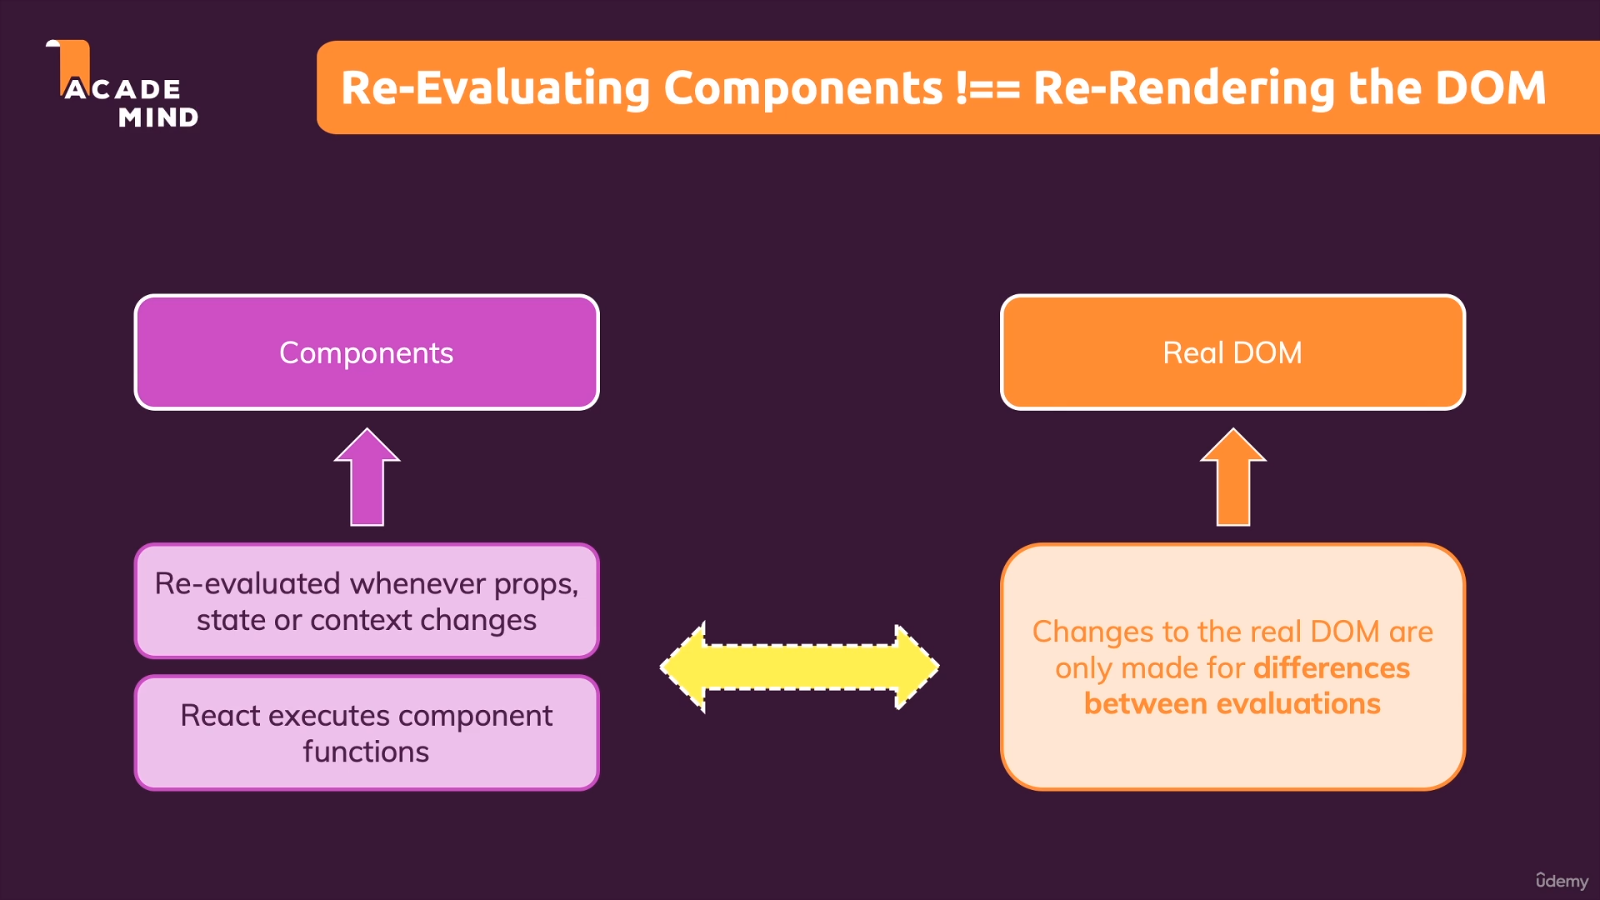 ACADE
MIND
Re-Evaluating Components !== Re-Rendering the DOM
Components
Real DOM
Re-evaluated whenever props,
state or context changes
React executes component
functions
Changes to the real DOM are
only made for differences
between evaluations
udemy